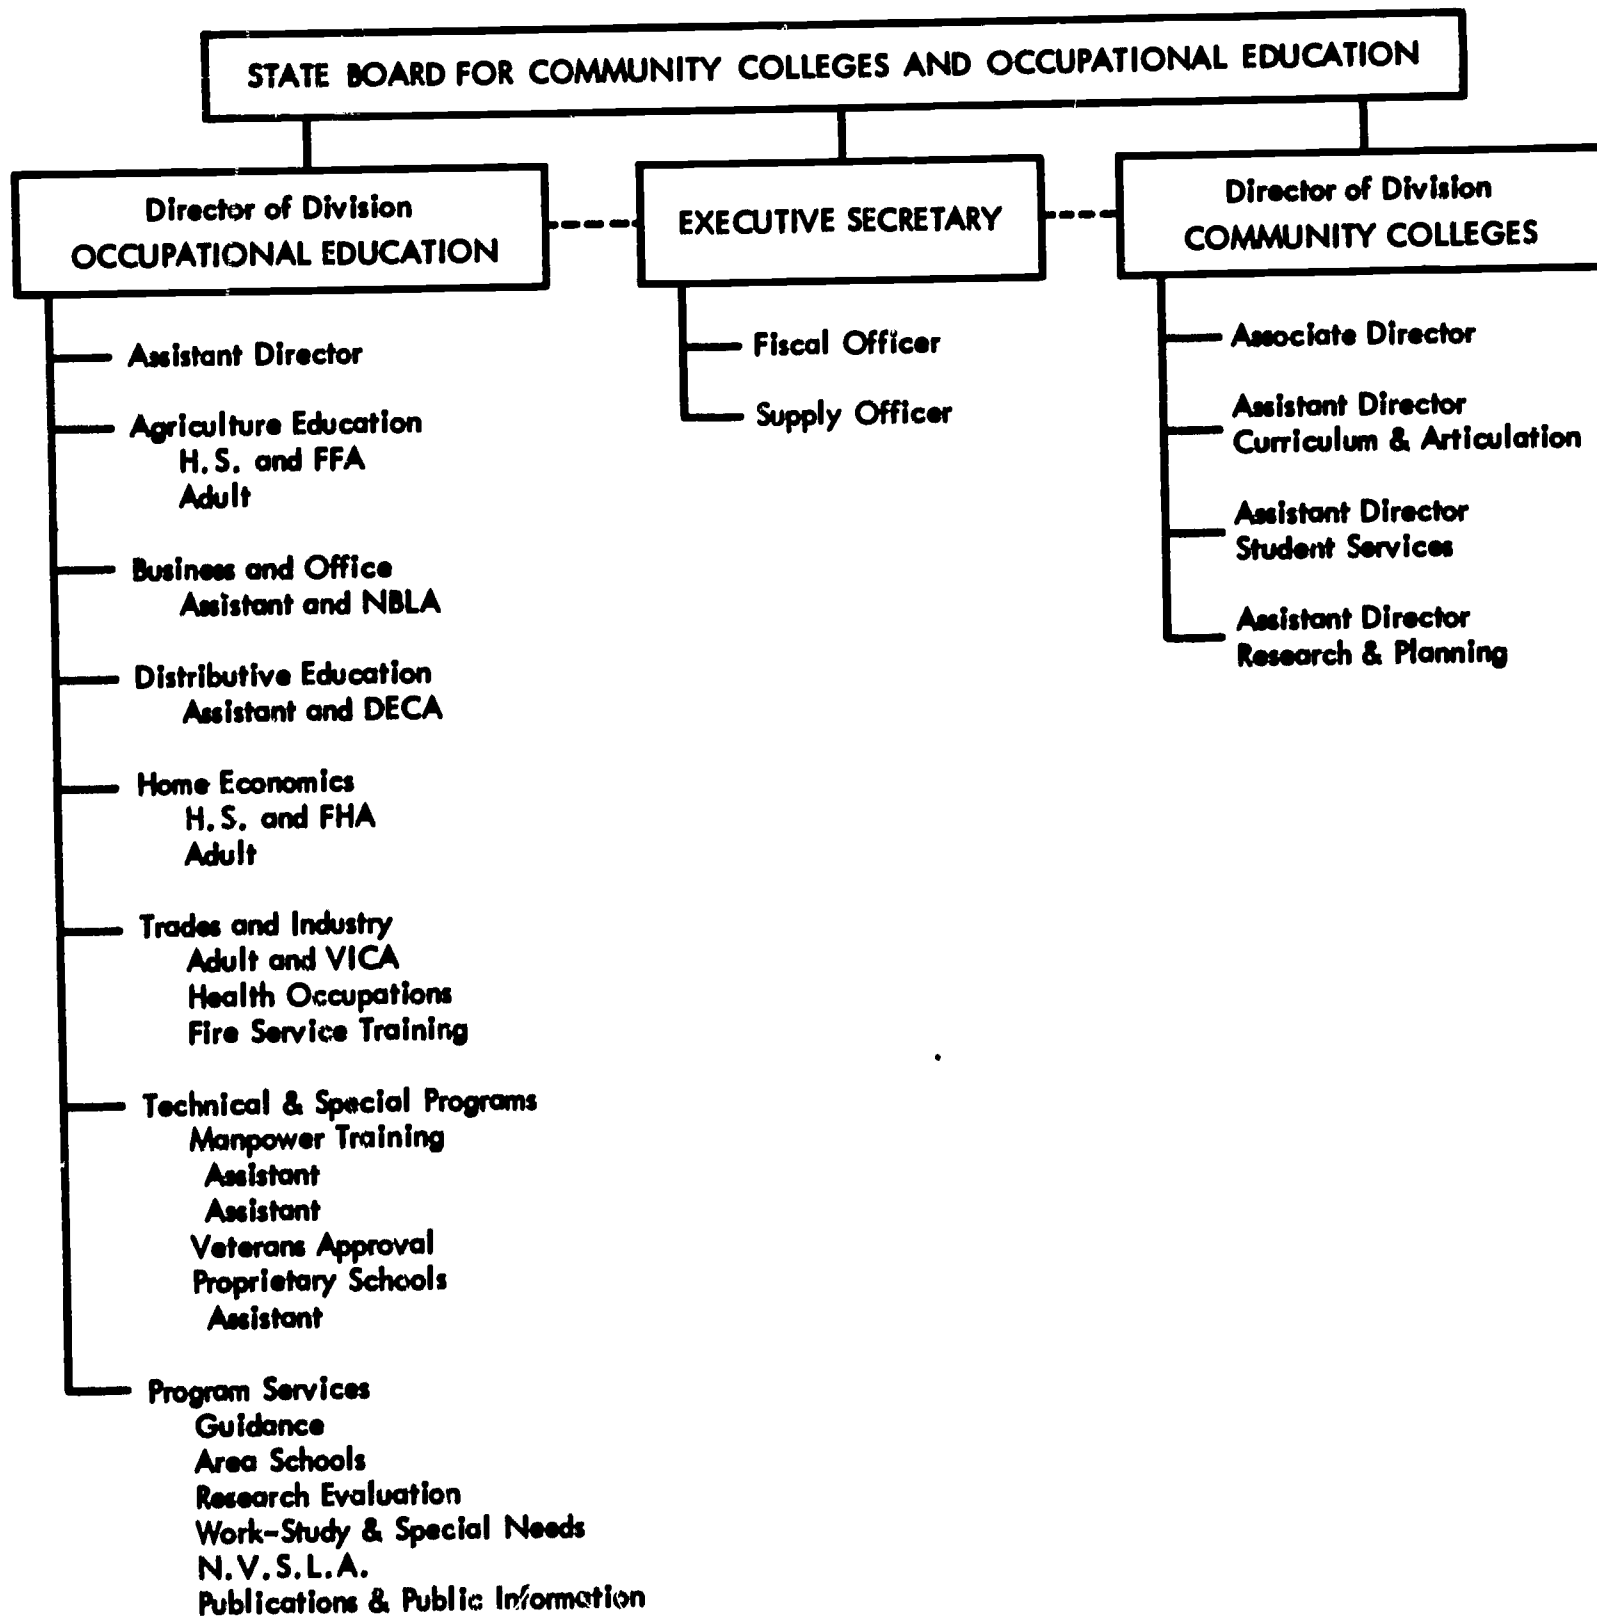 STATE BOARD FOR COMMUNITY COLLEGES AND OCCUPATIONAL EDUCATION
Director of Division
OCCUPATIONAL EDUCATION
EXECUTIVE SECRETARY
Director of Division
COMMUNITY COLLEGES
Assistant Director
Agriculture Education
H.S. and FFA
Adult
Business and Office
Assistant and NBLA
Distributive Education
Assistant and DECA
Home Economics
H.S. and FHA
Adult
Trades and Industry
Adult and VICA
Health Occupations
Fire Service Training
Technical & Special Programs
Manpower Training
Assistant
Assistant
Veterans Approval
Proprietary Schools
Assistant
Program Services
Guidance
Area Schools
Research Evaluation
Work-Study & Special Needs
N.V.S.L.A.
Publications & Public Information
Fiscal Officer
Supply Officer
Associate Director
Assistant Director
Curriculum & Articulation
Assistant Director
Student Services
Assistant Director
Research & Planning